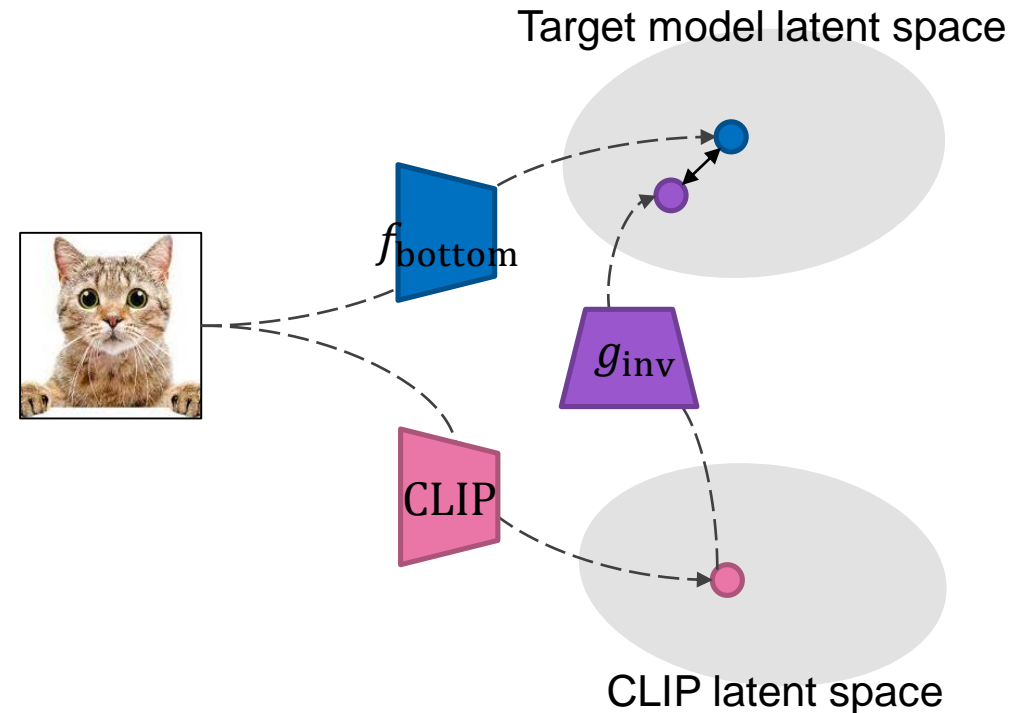 Target model latent space
f_bottom
g_inv
CLIP
CLIP latent space